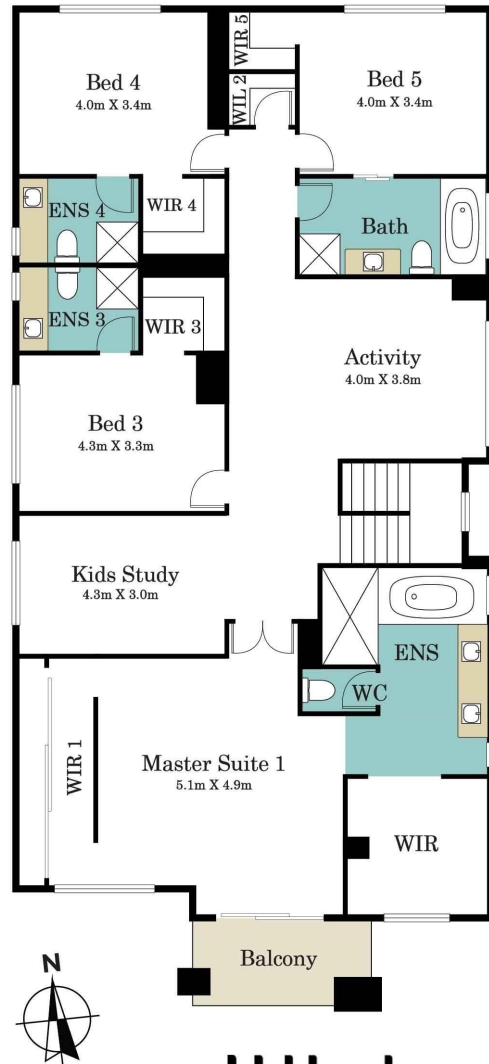 WIR 5
Bed 4
4.0m X 3.4m
Bed 5
4.0m X 3.4m
WIL 2
ENS 4
WIR 4
Bath
ENS 3
WIR 3
Activity
4.0m X 3.8m
Bed 3
4.3m X 3.3m
Kids Study
4.3m X 3.0m
ENS
WC
WIR 1
Master Suite 1
5.1m X 4.9m
WIR
Balcony
N